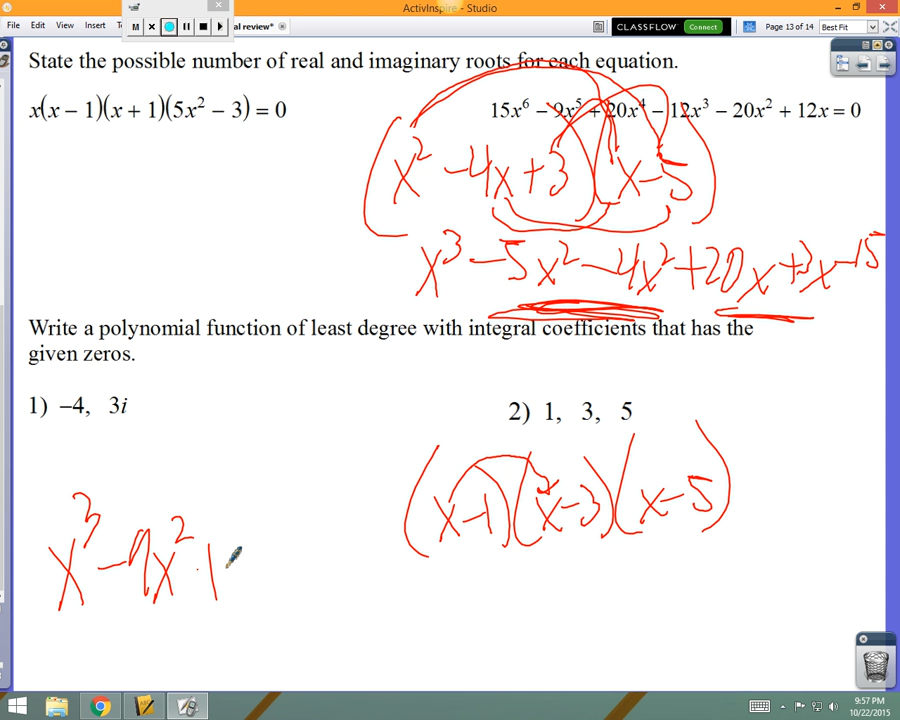 ActivInspire - Studio
File Edit View Insert T
al review*
CLASSFLOW Connect
Page 13 of 14
Best Fit
State the possible number of real and imaginary roots for each equation.
x(x − 1)(x + 1)(5x² − 3) = 0
15x⁶ − 9x⁵ + 20x⁴ − 12x³ − 20x² + 12x = 0
(x² − 4x + 3)(x − 5)
x³ − 5x² − 4x² + 20x + 3x − 15
Write a polynomial function of least degree with integral coefficients that has the
given zeros.
1) −4, 3i
2) 1, 3, 5
(x − 1)(x − 3)(x − 5)
x³ − 9x²
9:57 PM
10/22/2015